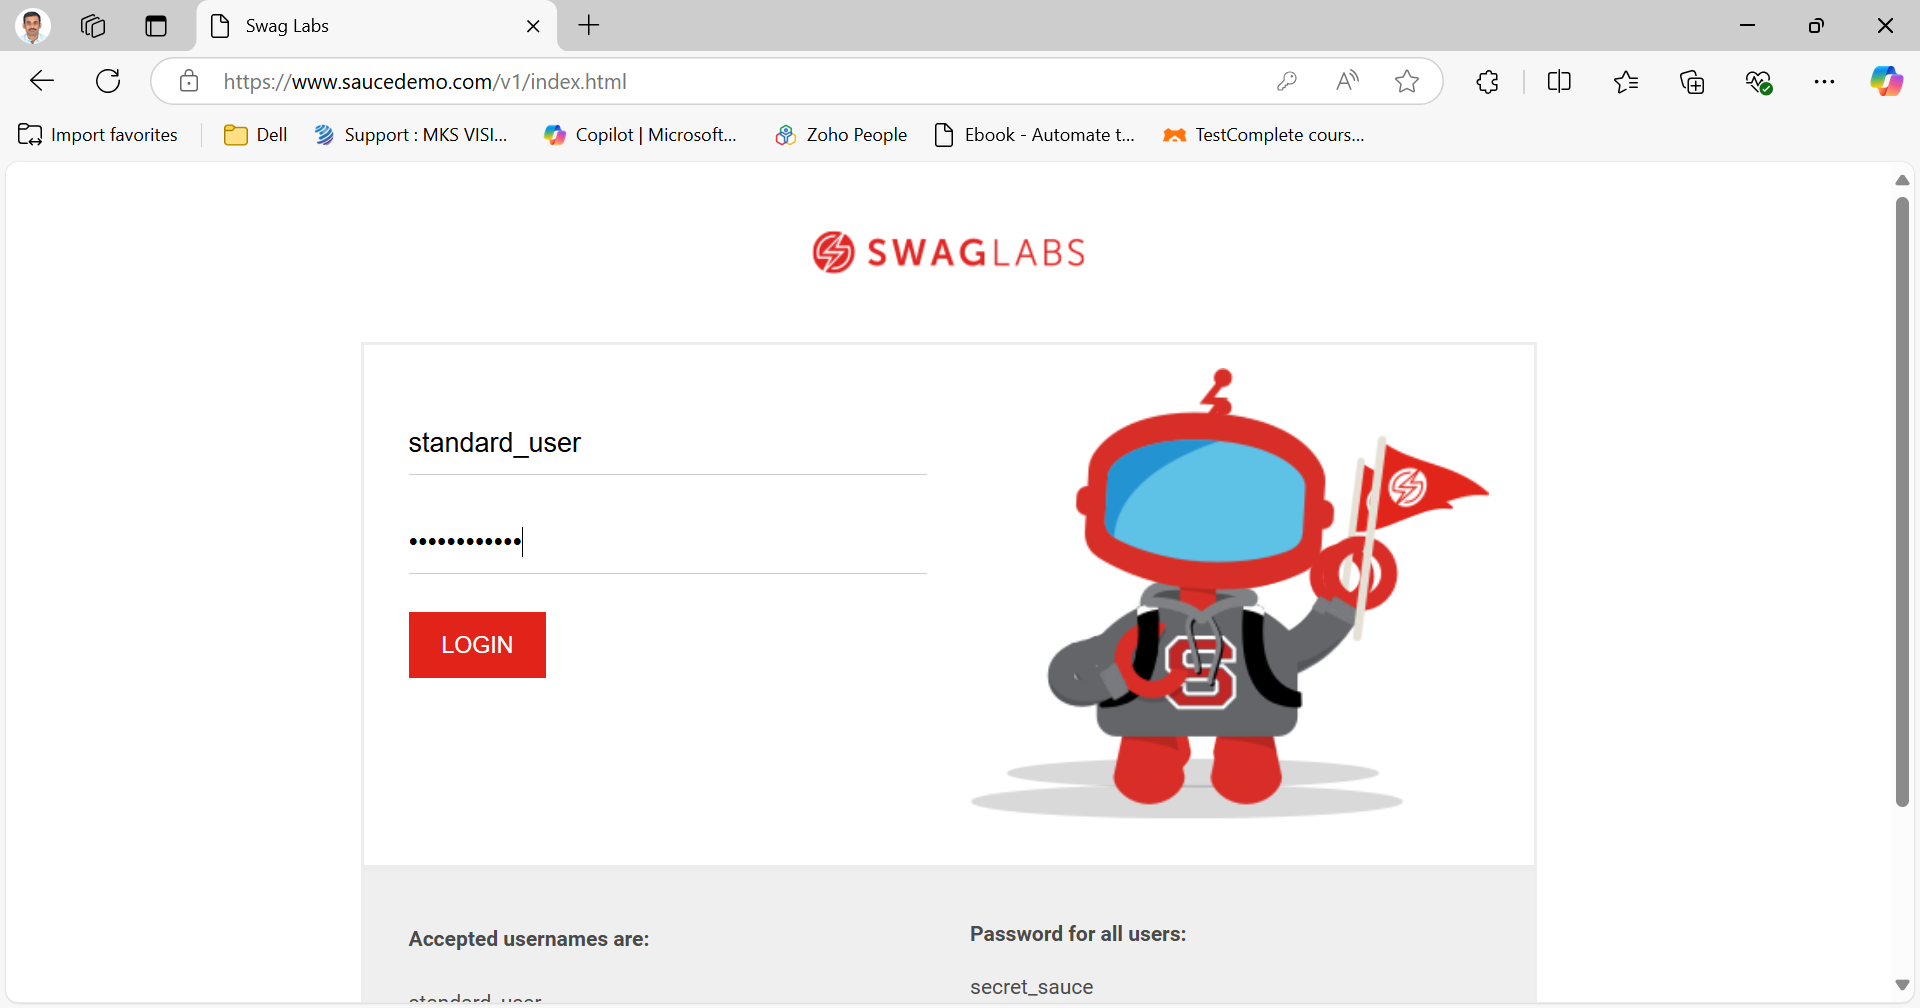 Swag Labs
https://www.saucedemo.com/v1/index.html
Import favorites
Dell
Support : MKS VISI...
Copilot | Microsoft...
Zoho People
Ebook - Automate t...
TestComplete cours...
SWAGLABS
standard_user
••••••••••••
LOGIN
S
Accepted usernames are:
Password for all users:
standard_user
secret_sauce